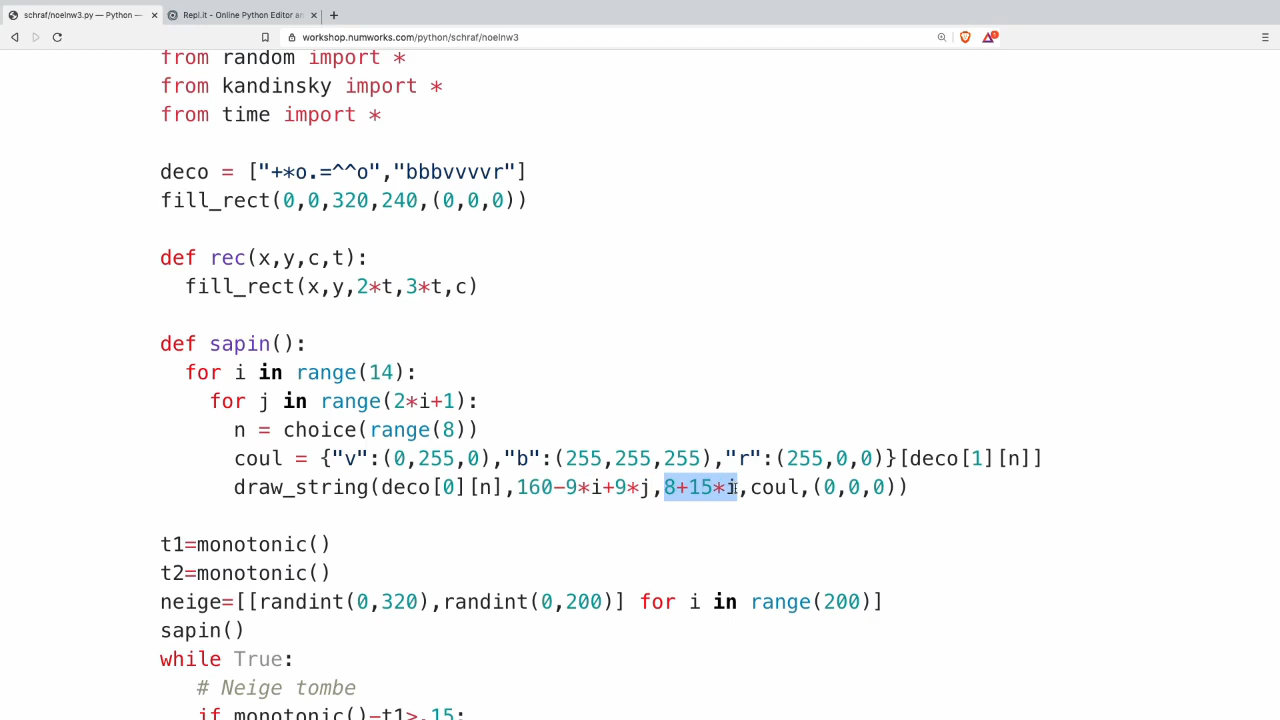 schraf/noelnw3.py — Python —
Repl.it - Online Python Editor an
workshop.numworks.com/python/schraf/noelnw3
from random import *
from kandinsky import *
from time import *
deco = ["+*o.=^^o","bbbvvvvr"]
fill_rect(0,0,320,240,(0,0,0))
def rec(x,y,c,t):
fill_rect(x,y,2*t,3*t,c)
def sapin():
for i in range(14):
for j in range(2*i+1):
n = choice(range(8))
coul = {"v":(0,255,0),"b":(255,255,255),"r":(255,0,0)}[deco[1][n]]
draw_string(deco[0][n],160-9*i+9*j,8+15*i,coul,(0,0,0))
t1=monotonic()
t2=monotonic()
neige=[[randint(0,320),randint(0,200)] for i in range(200)]
sapin()
while True:
# Neige tombe
if monotonic()-t1>.15: